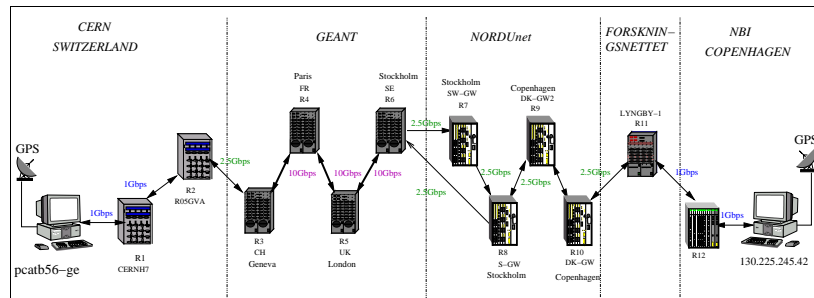 CERN
SWITZERLAND
GEANT
NORDUnet
FORSKNIN-
GSNETTET
NBI
COPENHAGEN
GPS
pcatb56-ge
1Gbps
R1
CERNH7
1Gbps
R2
R05GVA
2.5Gbps
R3
CH
Geneva
Paris
FR
R4
10Gbps
10Gbps
R5
UK
London
10Gbps
Stockholm
SE
R6
2.5Gbps
2.5Gbps
Stockholm
SW-GW
R7
2.5Gbps
R8
S-GW
Stockholm
2.5Gbps
Copenhagen
DK-GW2
R9
2.5Gbps
R10
DK-GW
Copenhagen
2.5Gbps
LYNGBY-1
R11
1Gbps
R12
1Gbps
GPS
130.225.245.42